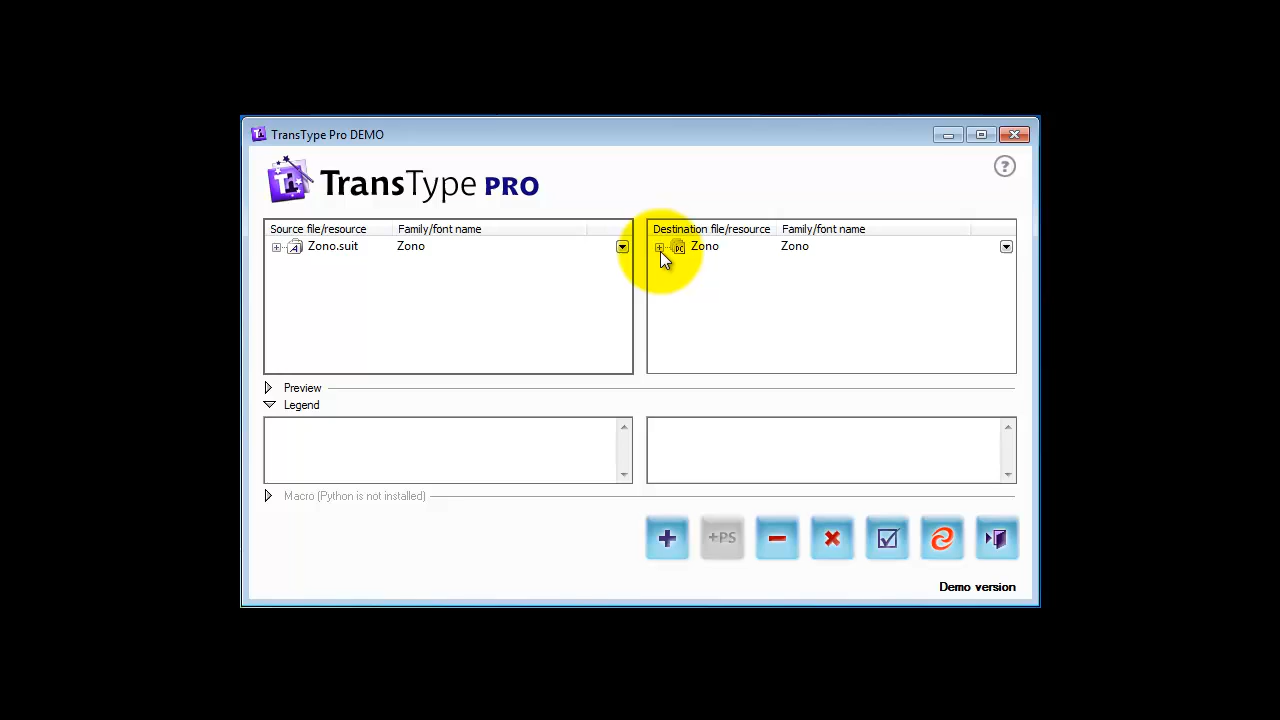 TransType Pro DEMO
TransType PRO
?
Source file/resource Family/font name
Zono.suit Zono
Destination file/resource Family/font name
PC Zono Zono
Preview
Legend
Macro (Python is not installed)
+PS
Demo version